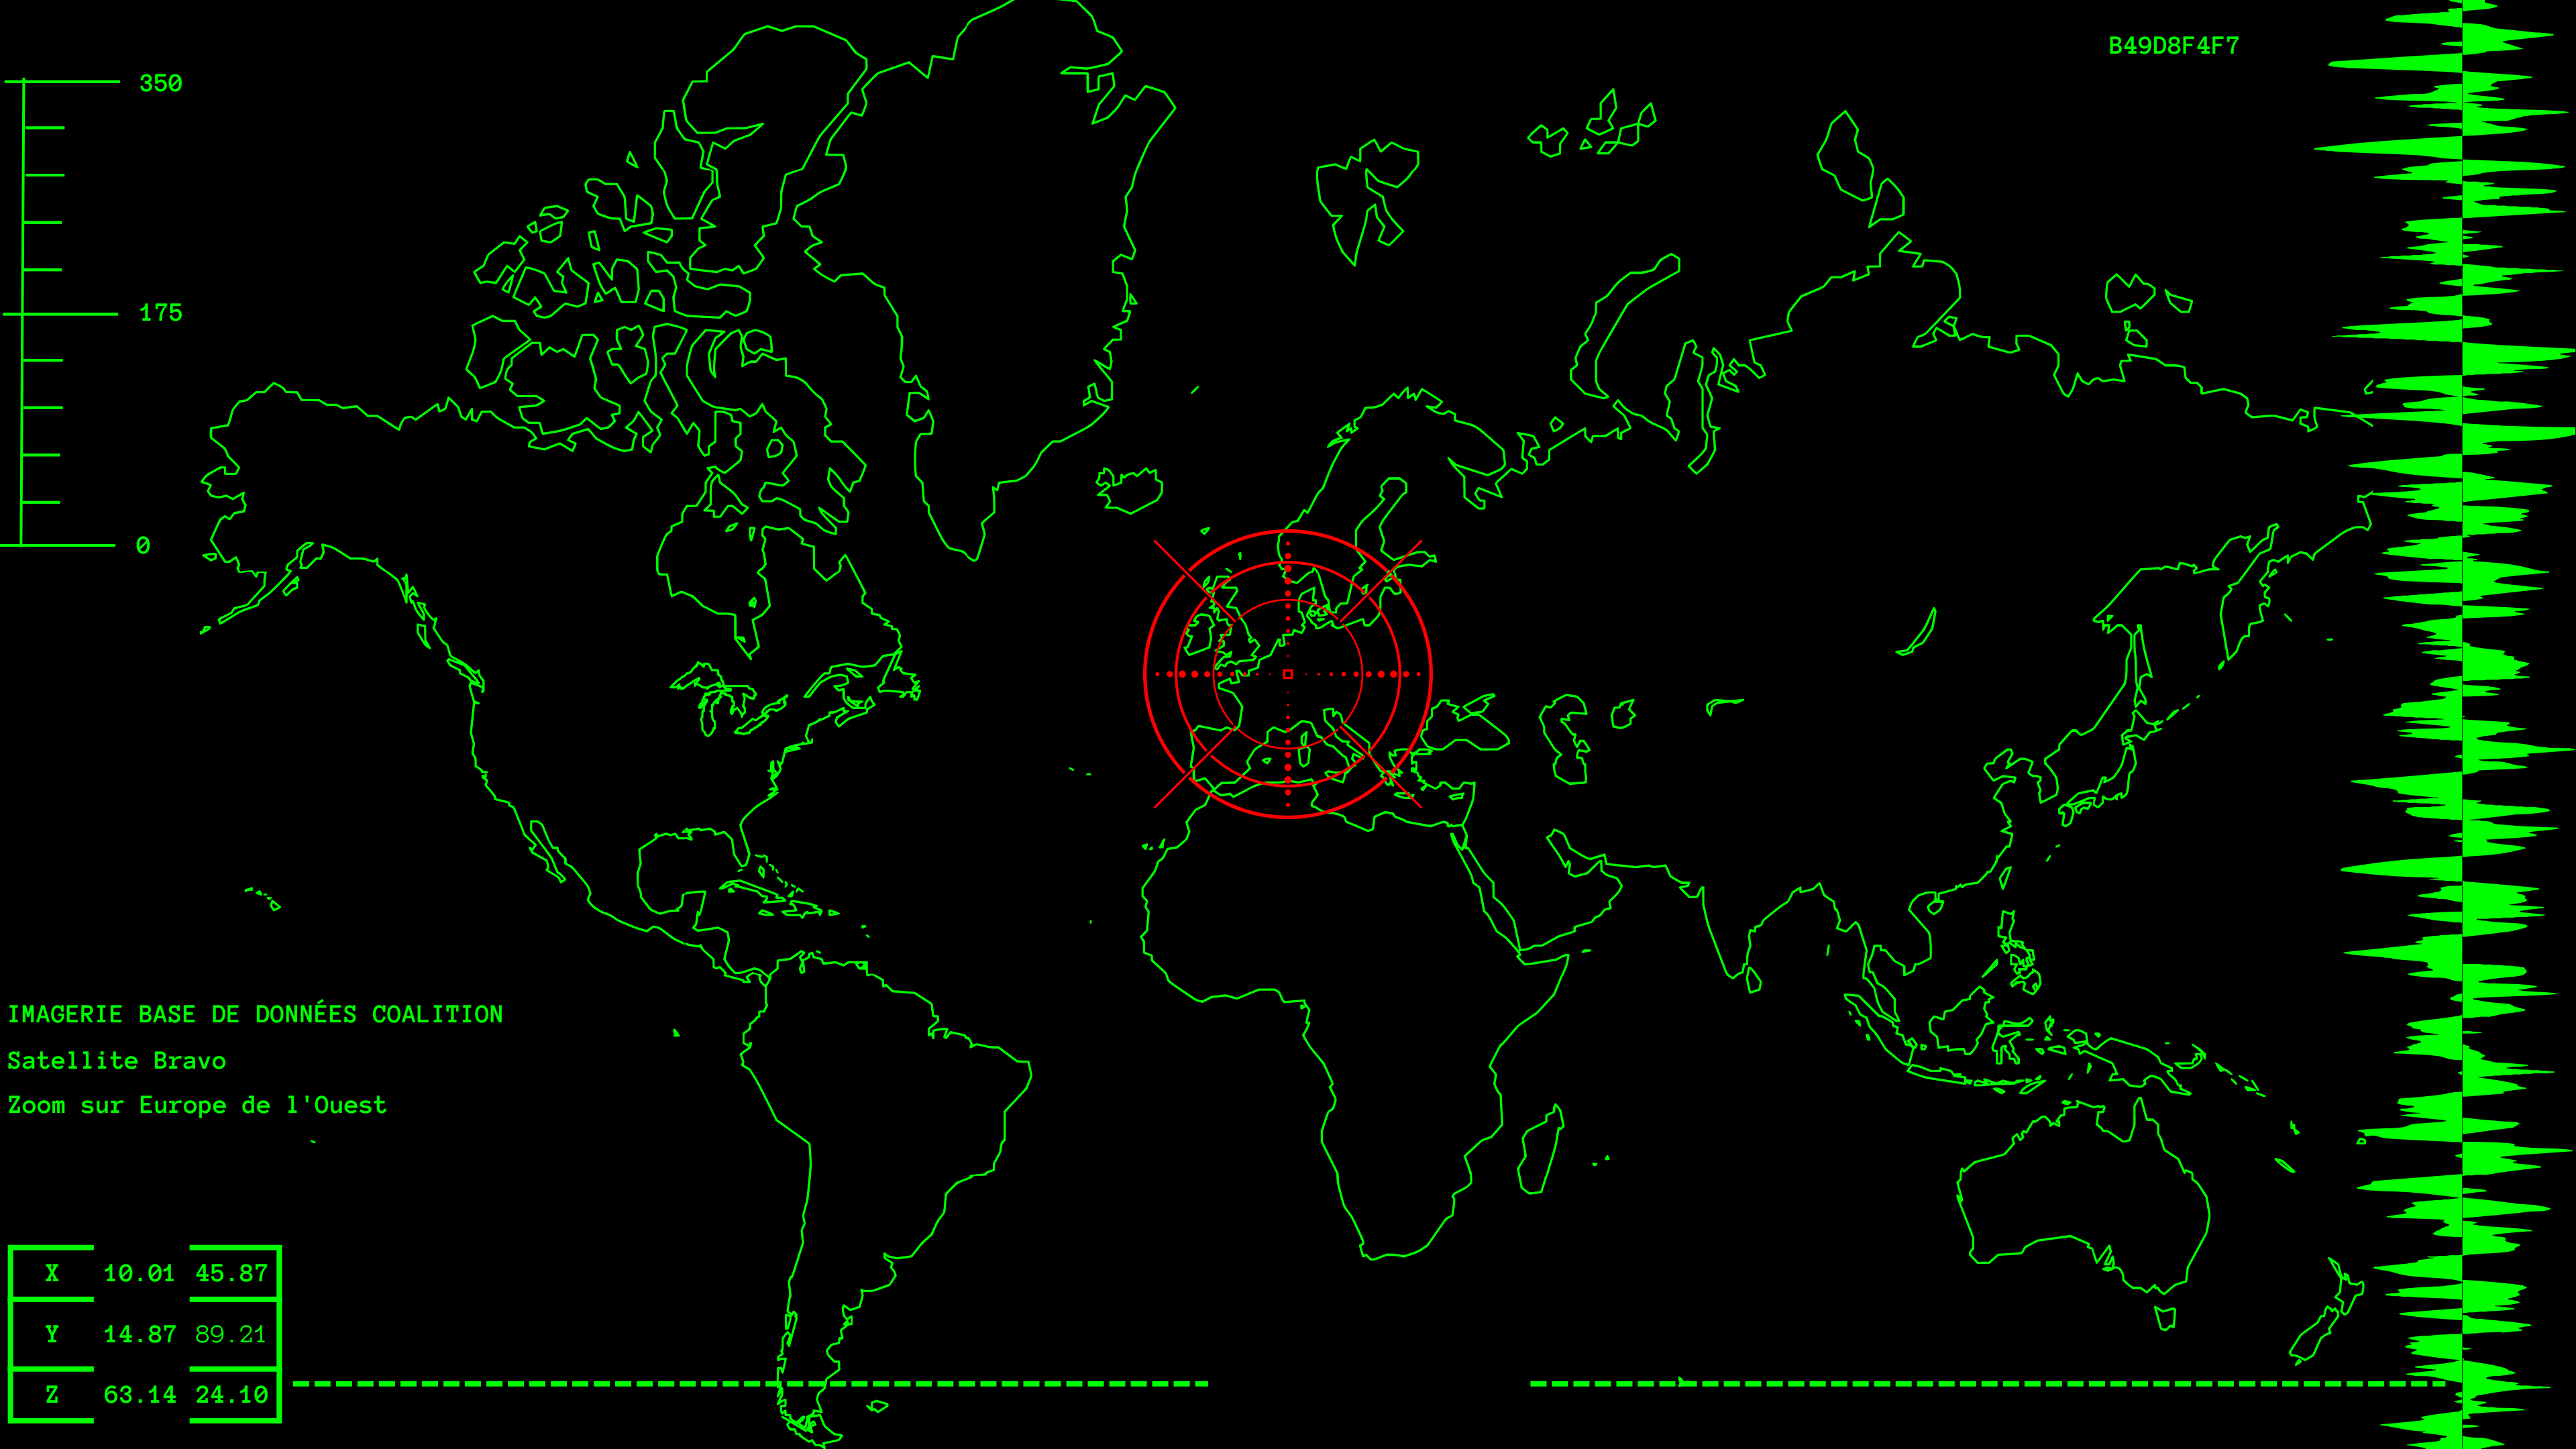 B49D8F4F7
350
175
0
IMAGERIE BASE DE DONNÉES COALITION
Satellite Bravo
Zoom sur Europe de l'Ouest
X 10.01 45.87
Y 14.87 89.21
Z 63.14 24.10